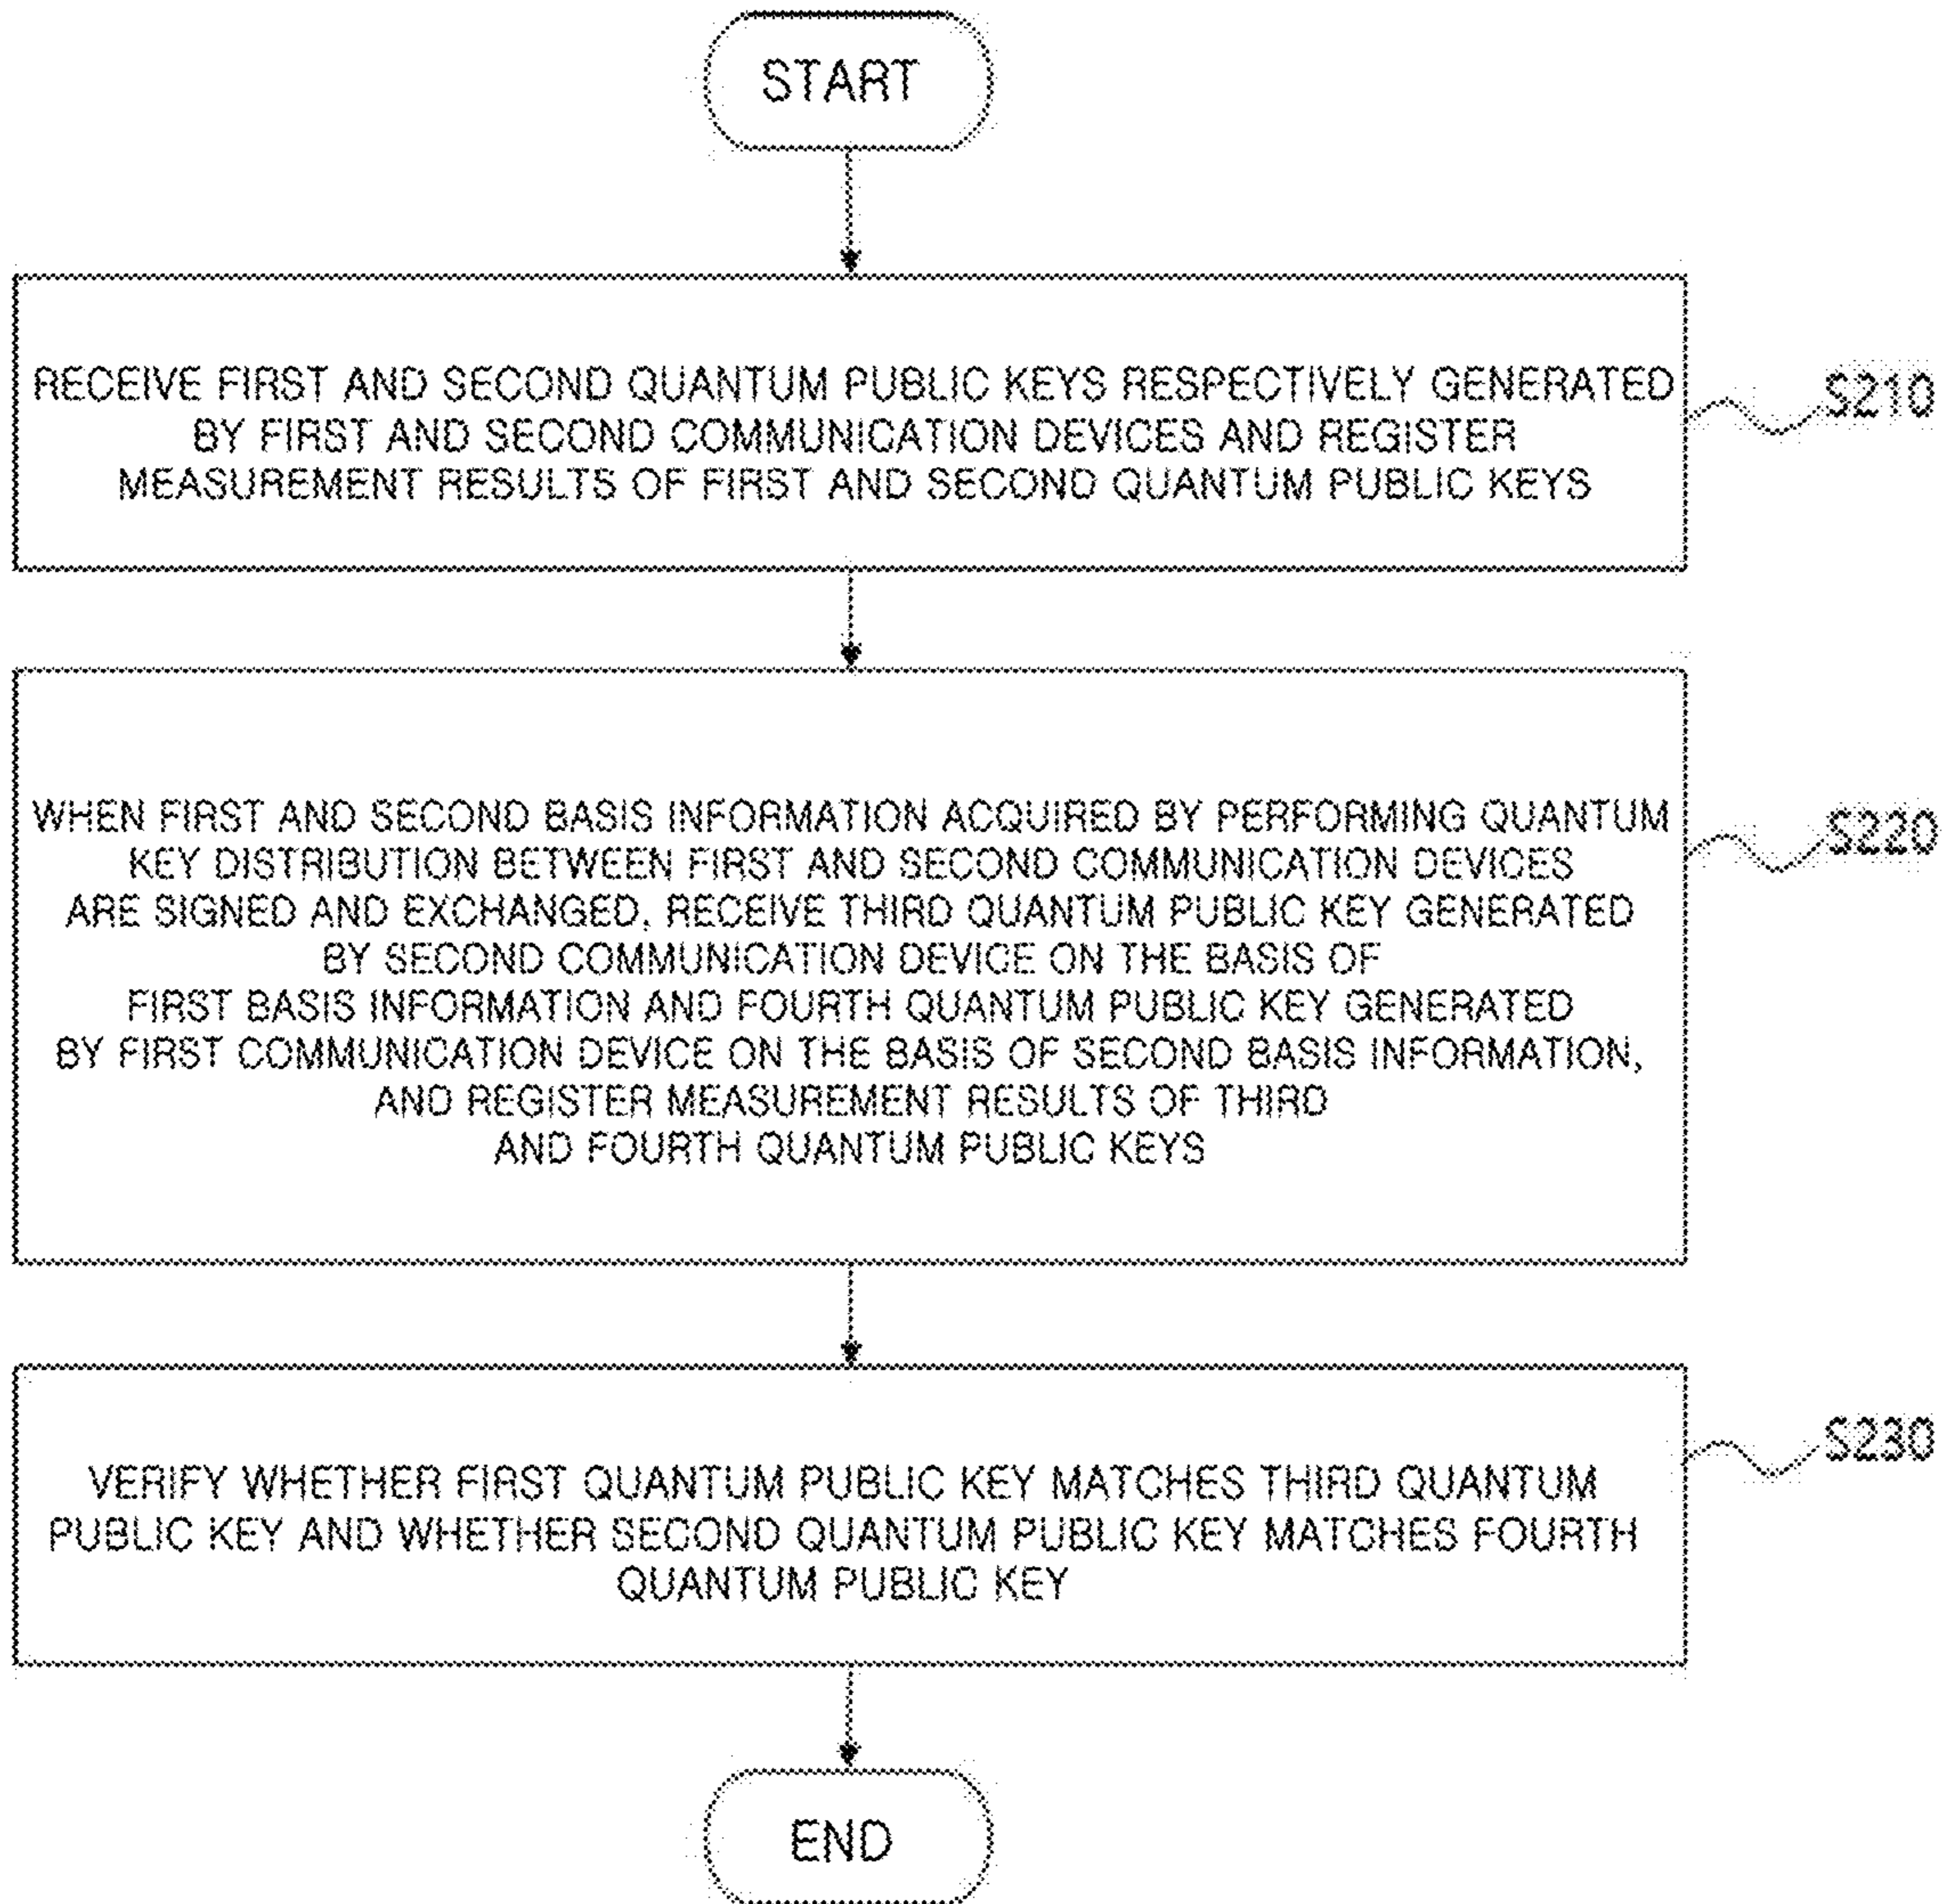 START
RECEIVE FIRST AND SECOND QUANTUM PUBLIC KEYS RESPECTIVELY GENERATED
BY FIRST AND SECOND COMMUNICATION DEVICES AND REGISTER
MEASUREMENT RESULTS OF FIRST AND SECOND QUANTUM PUBLIC KEYS
S210
WHEN FIRST AND SECOND BASIS INFORMATION ACQUIRED BY PERFORMING QUANTUM
KEY DISTRIBUTION BETWEEN FIRST AND SECOND COMMUNICATION DEVICES
ARE SIGNED AND EXCHANGED, RECEIVE THIRD QUANTUM PUBLIC KEY GENERATED
BY SECOND COMMUNICATION DEVICE ON THE BASIS OF
FIRST BASIS INFORMATION AND FOURTH QUANTUM PUBLIC KEY GENERATED
BY FIRST COMMUNICATION DEVICE ON THE BASIS OF SECOND BASIS INFORMATION,
AND REGISTER MEASUREMENT RESULTS OF THIRD
AND FOURTH QUANTUM PUBLIC KEYS
S220
VERIFY WHETHER FIRST QUANTUM PUBLIC KEY MATCHES THIRD QUANTUM
PUBLIC KEY AND WHETHER SECOND QUANTUM PUBLIC KEY MATCHES FOURTH
QUANTUM PUBLIC KEY
S230
END